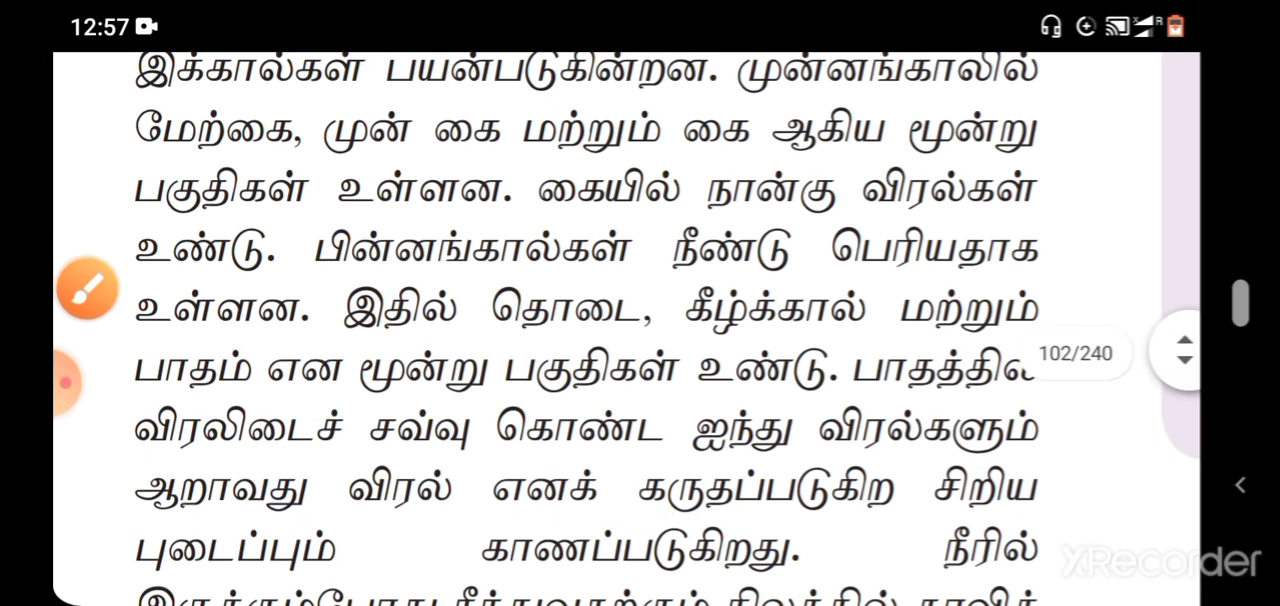 12:57
R
இக்கால்கள் பயன்படுகின்றன. முன்னங்காலில்
மேற்கை, முன் கை மற்றும் கை ஆகிய மூன்று
பகுதிகள் உள்ளன. கையில் நான்கு விரல்கள்
உண்டு. பின்னங்கால்கள் நீண்டு பெரியதாக
உள்ளன. இதில் தொடை, கீழ்க்கால் மற்றும்
பாதம் என மூன்று பகுதிகள் உண்டு. பாதத்தில்
102/240
விரலிடைச் சவ்வு கொண்ட ஐந்து விரல்களும்
ஆறாவது விரல் எனக் கருதப்படுகிற சிறிய
புடைப்பும் காணப்படுகிறது. நீரில்
XRecorder